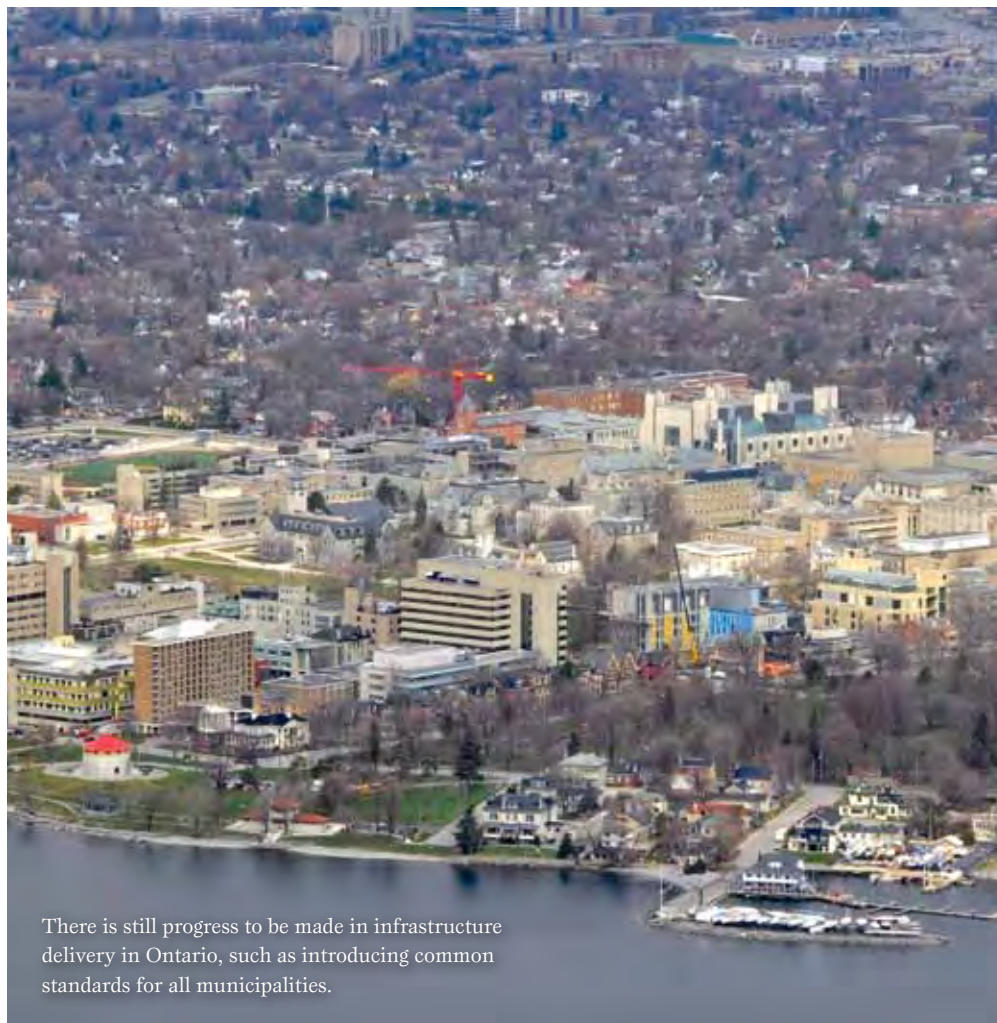 There is still progress to be made in infrastructure
delivery in Ontario, such as introducing common
standards for all municipalities.